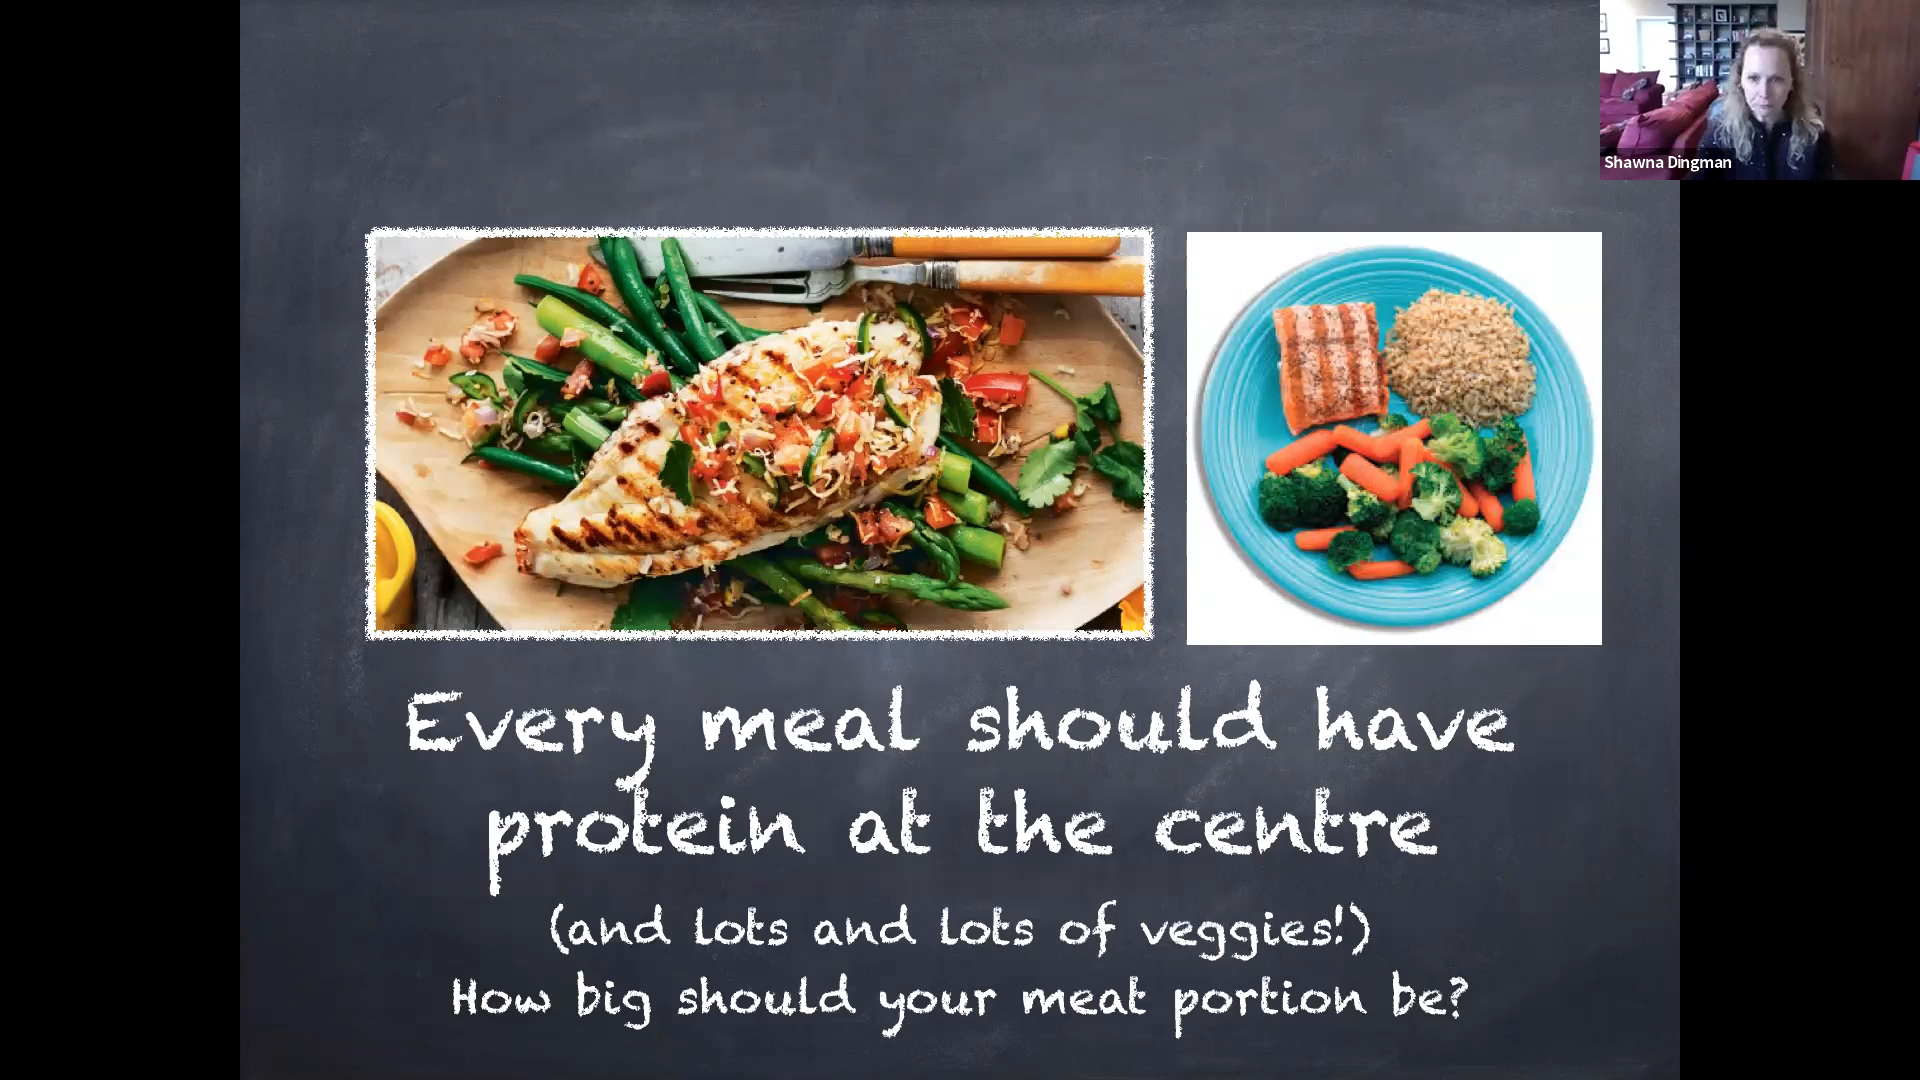 Shawna Dingman
Every meal should have
protein at the centre
(and lots and lots of veggies!)
How big should your meat portion be?